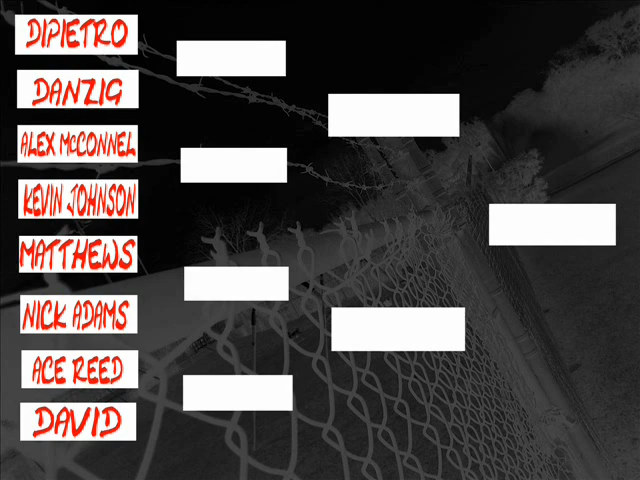 DIPIETRO
DANZIG
ALEX McCONNEL
KEVIN JOHNSON
MATTHEWS
NICK ADAMS
ACE REED
DAVID